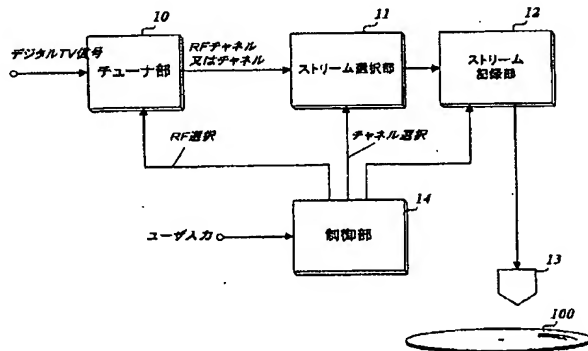 10
11
12
デジタルTV信号
チューナ部
RFチャネル
又はチャネル
ストリーム選択部
ストリーム
記録部
RF選択
チャネル選択
14
ユーザ入力
制御部
13
100